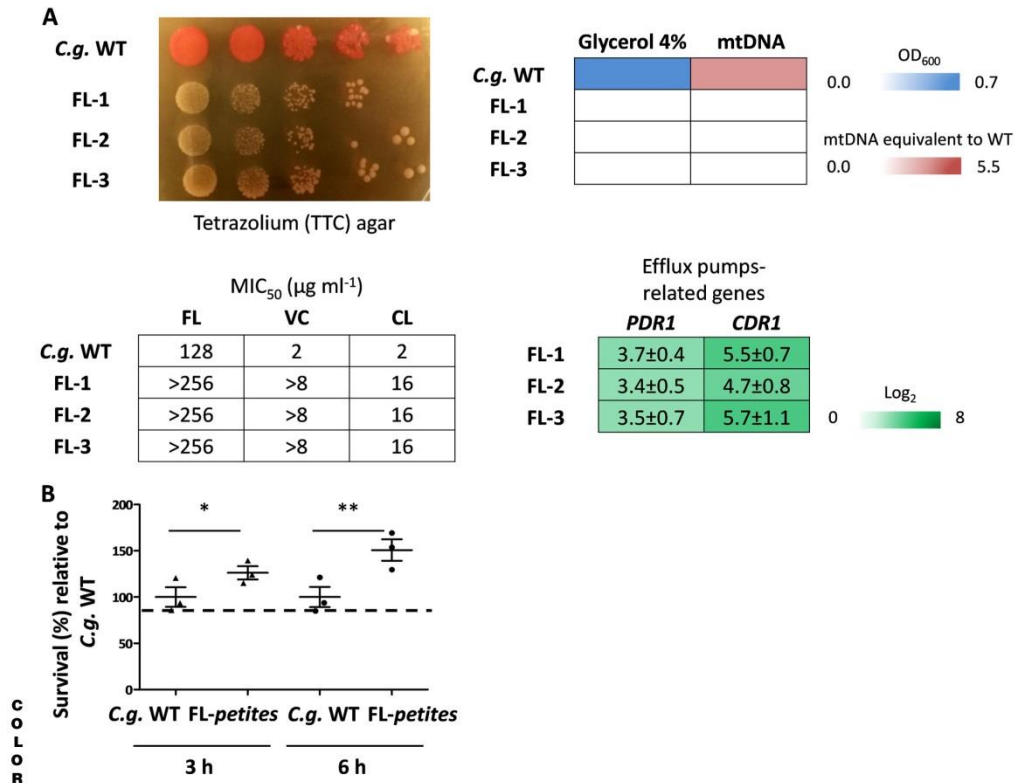 A
C.g. WT
FL-1
FL-2
FL-3
Tetrazolium (TTC) agar
Glycerol 4% mtDNA
C.g. WT
FL-1
FL-2
FL-3
OD600
0.0 0.7
mtDNA equivalent to WT
0.0 5.5
MIC50 (µg ml-1)
FL VC CL
C.g. WT 128 2 2
FL-1 >256 >8 16
FL-2 >256 >8 16
FL-3 >256 >8 16
Efflux pumps-
related genes
PDR1 CDR1
FL-1 3.7±0.4 5.5±0.7
FL-2 3.4±0.5 4.7±0.8
FL-3 3.5±0.7 5.7±1.1
Log2
0 8
B
Survival (%) relative to
C.g. WT
200
150
100
50
0
* **
C.g. WT FL-petites C.g. WT FL-petites
3 h 6 h
COLOR